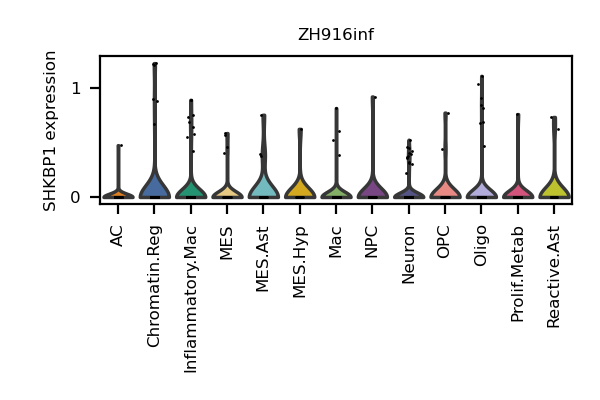 ZH916inf
SHKBP1 expression
1
0
AC
Chromatin.Reg
Inflammatory.Mac
MES
MES.Ast
MES.Hyp
Mac
NPC
Neuron
OPC
Oligo
Prolif.Metab
Reactive.Ast